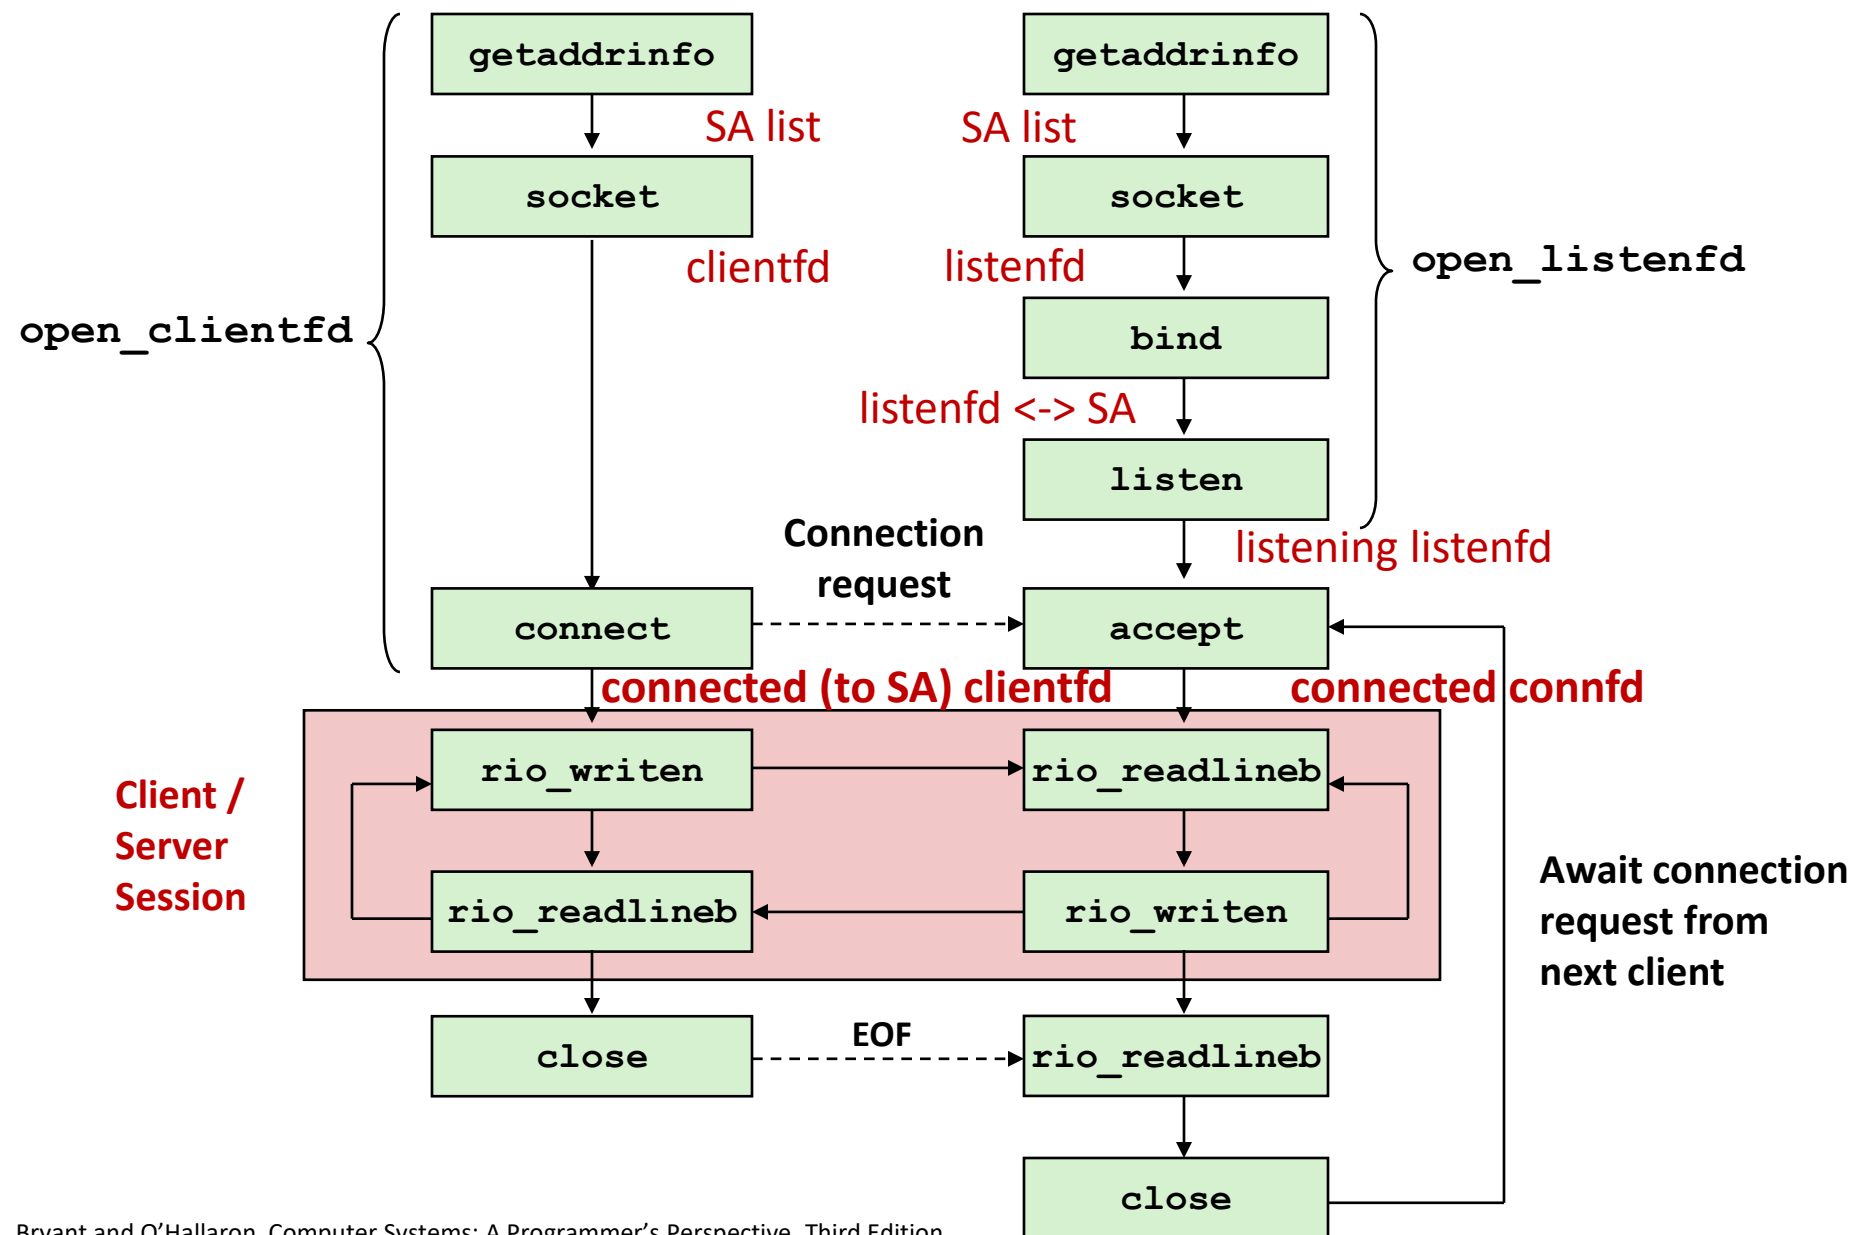 getaddrinfo
getaddrinfo
SA list
SA list
socket
socket
clientfd
listenfd
open_listenfd
open_clientfd
bind
listenfd <-> SA
listen
Connection
request
listening listenfd
connect
accept
connected (to SA) clientfd
connected connfd
Client /
Server
Session
rio_writen
rio_readlineb
rio_readlineb
rio_writen
Await connection
request from
next client
close
EOF
rio_readlineb
close
Bryant and O'Hallaron, Computer Systems: A Programmer's Perspective, Third Edition